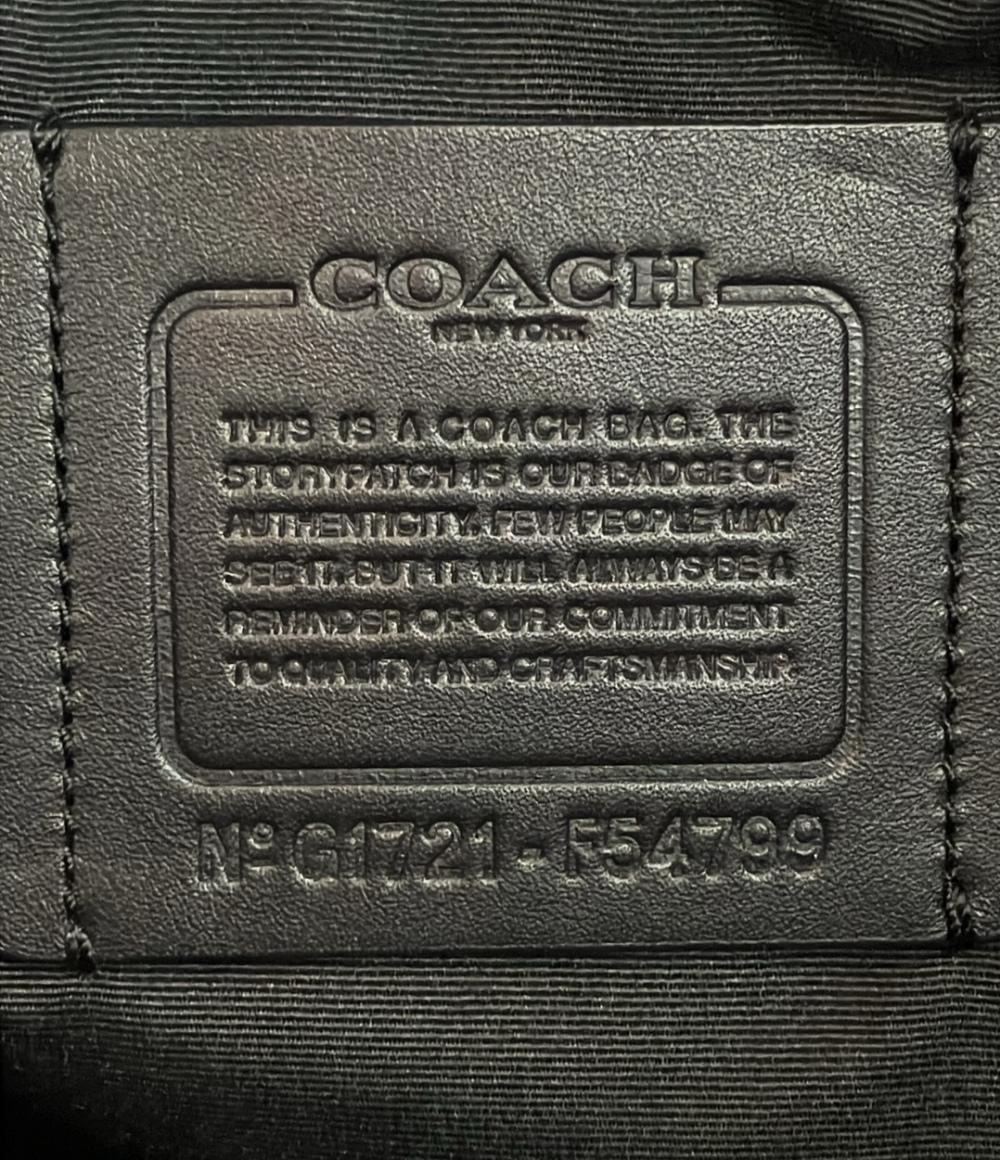 COACH
NEW YORK
THIS IS A COACH BAG. THE
STORYPATCH IS OUR BADGE OF
AUTHENTICITY. FEW PEOPLE MAY
SEE IT. BUT IT WILL ALWAYS BE A
REMINDER OF OUR COMMITMENT
TO QUALITY AND CRAFTSMANSHIP.
Nº G1721 - F54799